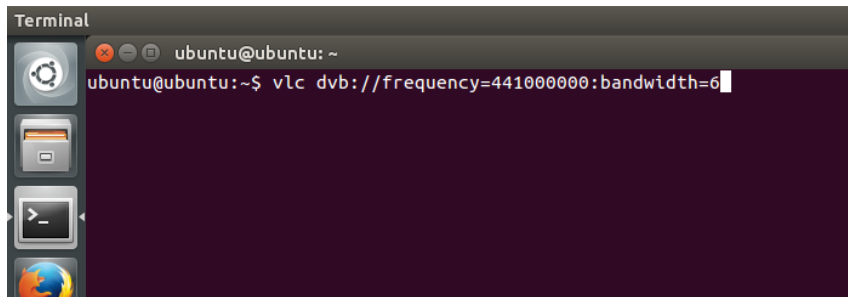 Terminal
ubuntu@ubuntu: ~
ubuntu@ubuntu:~$ vlc dvb://frequency=441000000:bandwidth=6
>_